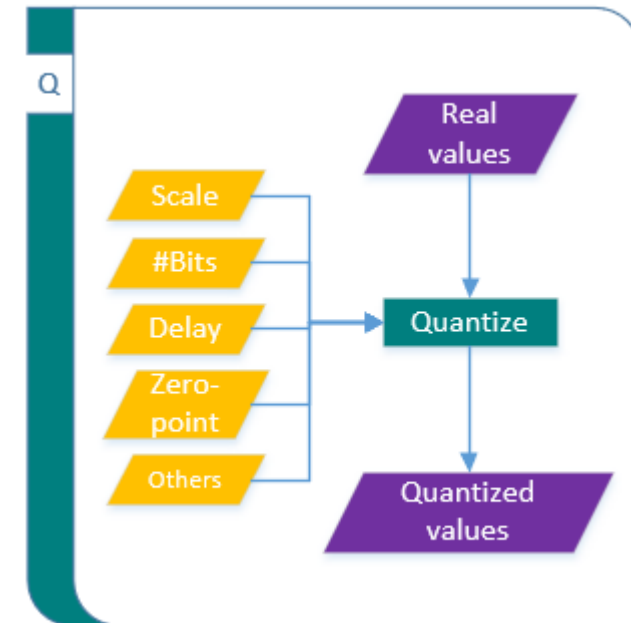 Q
Real
values
Scale
#Bits
Delay
Zero-
point
Others
Quantize
Quantized
values